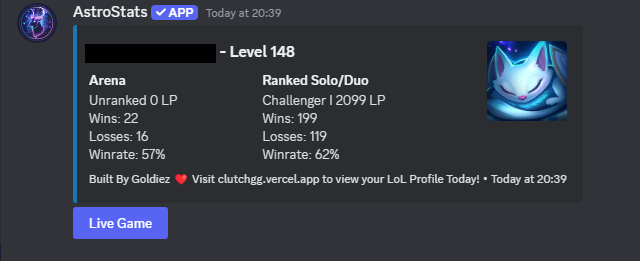 AstroStats ✓ APP Today at 20:39
- Level 148
Arena
Unranked 0 LP
Wins: 22
Losses: 16
Winrate: 57%
Ranked Solo/Duo
Challenger I 2099 LP
Wins: 199
Losses: 119
Winrate: 62%
Built By Goldiez ❤️ Visit clutchgg.vercel.app to view your LoL Profile Today! • Today at 20:39
Live Game